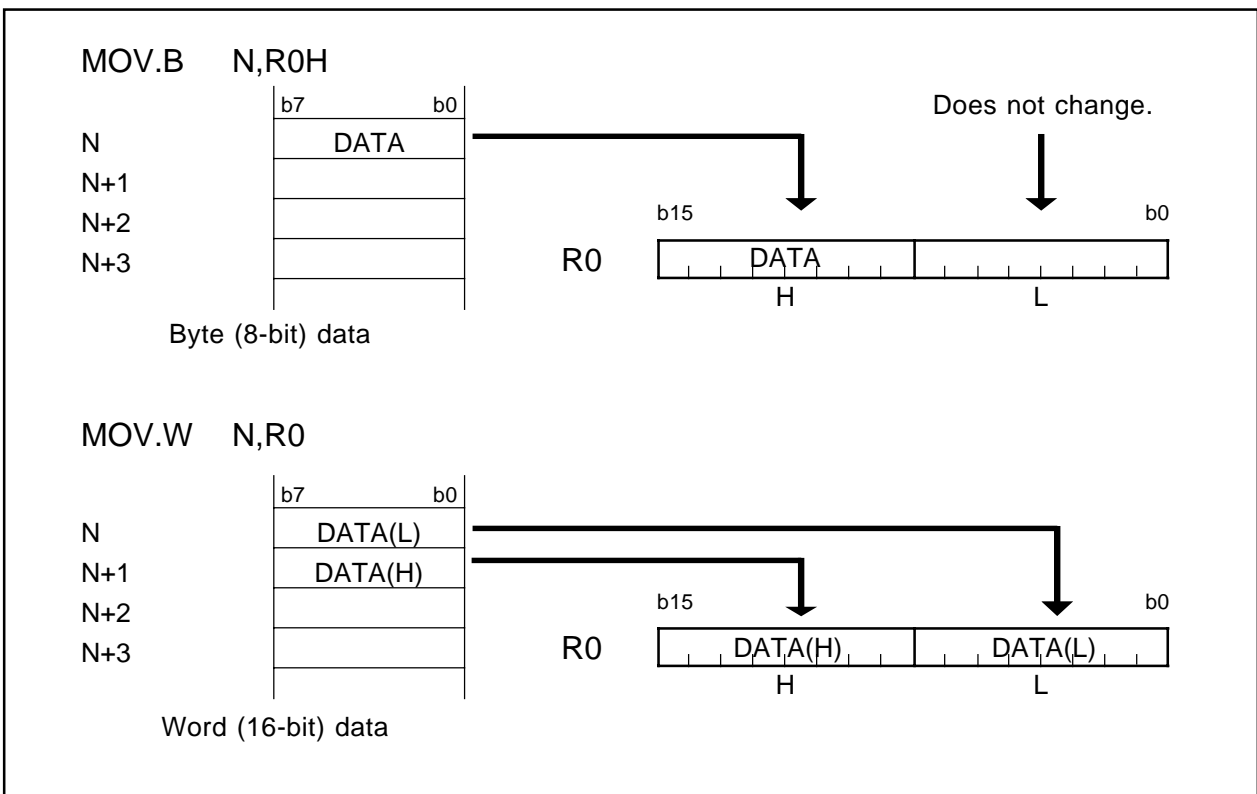 MOV.B N,R0H
b7 b0
Does not change.
N DATA
N+1
N+2
b15 b0
N+3
R0 DATA
H L
Byte (8-bit) data
MOV.W N,R0
b7 b0
N DATA(L)
N+1 DATA(H)
N+2
b15 b0
N+3
R0 DATA(H) DATA(L)
H L
Word (16-bit) data